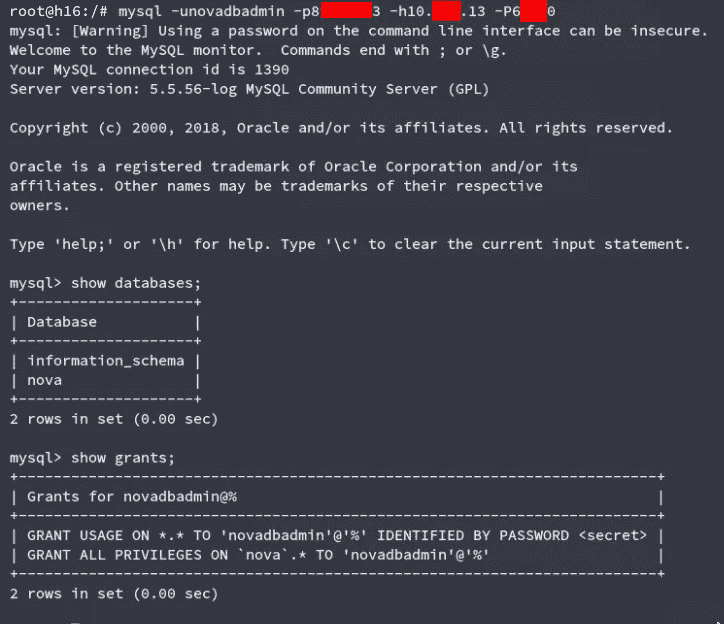 root@h16:/# mysql -unovadbadmin -p8 3 -h10. .13 -P6 0
mysql: [Warning] Using a password on the command line interface can be insecure.
Welcome to the MySQL monitor.  Commands end with ; or \g.
Your MySQL connection id is 1390
Server version: 5.5.56-log MySQL Community Server (GPL)
Copyright (c) 2000, 2018, Oracle and/or its affiliates. All rights reserved.
Oracle is a registered trademark of Oracle Corporation and/or its
affiliates. Other names may be trademarks of their respective
owners.
Type 'help;' or '\h' for help. Type '\c' to clear the current input statement.
mysql> show databases;
+--------------------+
| Database           |
+--------------------+
| information_schema |
| nova               |
+--------------------+
2 rows in set (0.00 sec)
mysql> show grants;
+-------------------------------------------------------------------------+
| Grants for novadbadmin@%                                                |
+-------------------------------------------------------------------------+
| GRANT USAGE ON *.* TO 'novadbadmin'@'%' IDENTIFIED BY PASSWORD <secret> |
| GRANT ALL PRIVILEGES ON `nova`.* TO 'novadbadmin'@'%'                   |
+-------------------------------------------------------------------------+
2 rows in set (0.00 sec)